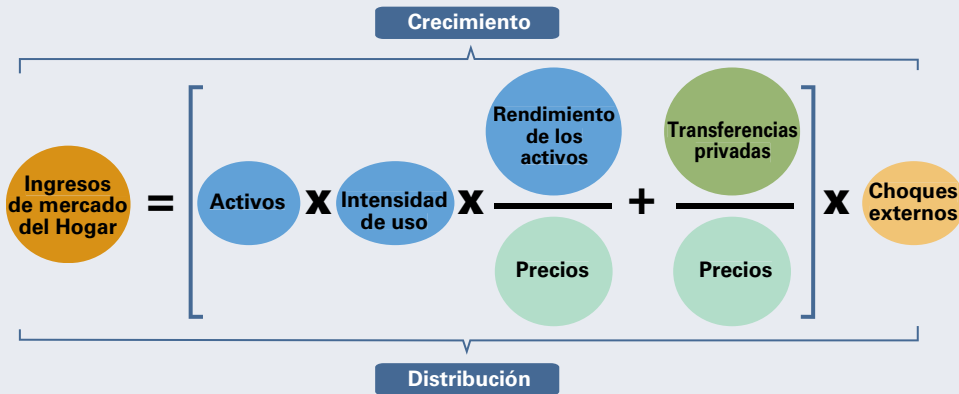 Crecimiento
Ingresos
de mercado
del Hogar
=
Activos
x
Intensidad
de uso
x
Rendimiento
de los
activos
Precios
+
Transferencias
privadas
Precios
x
Choques
externos
Distribución